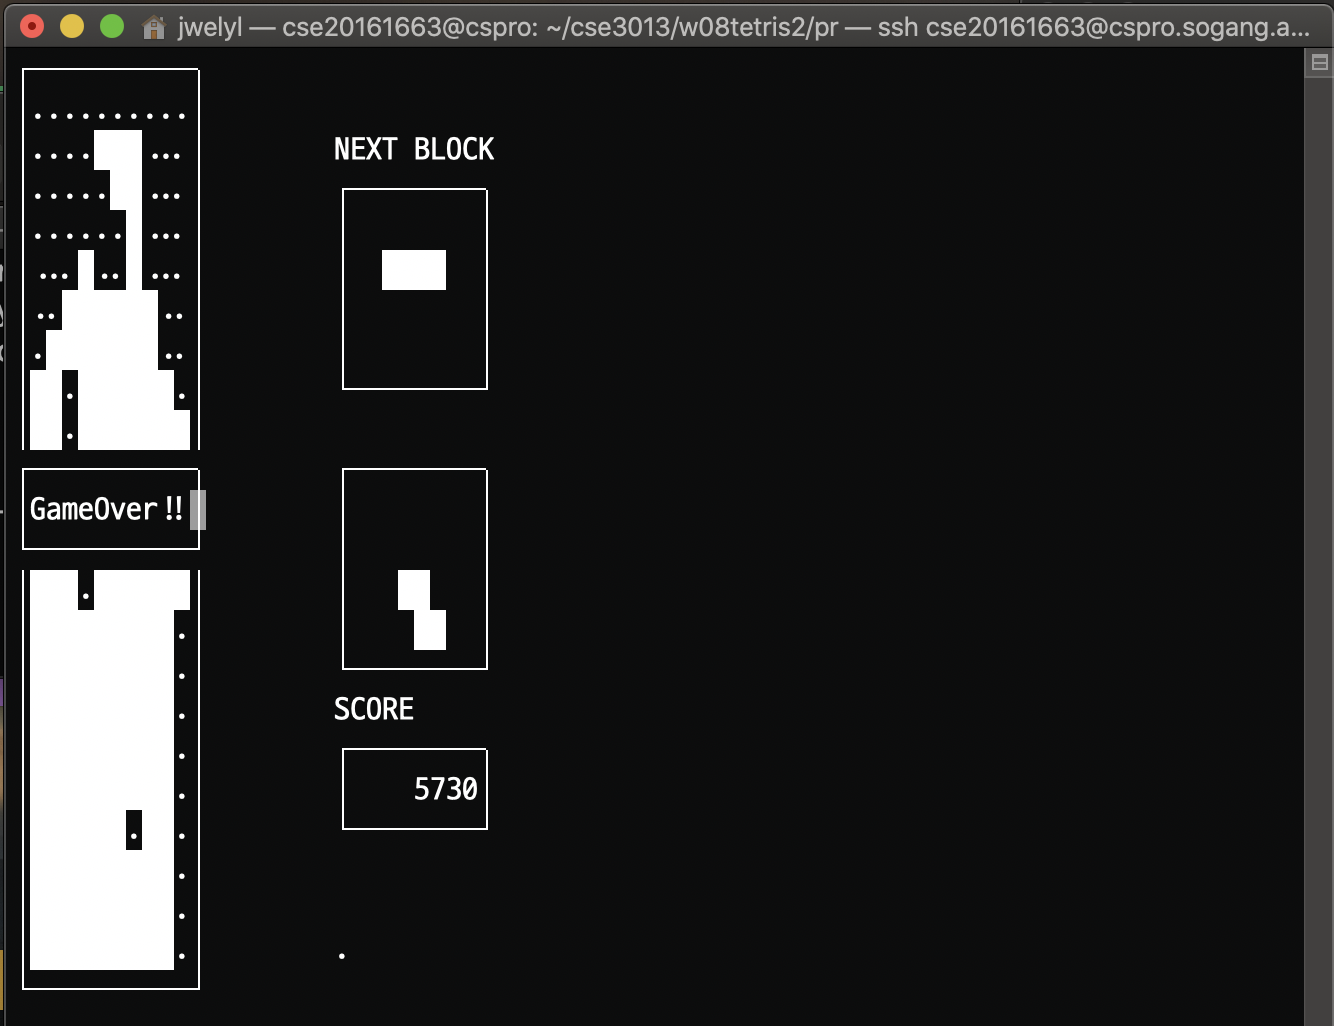 jwelyl — cse20161663@cspro: ~/cse3013/w08tetris2/pr — ssh cse20161663@cspro.sogang.a...
NEXT BLOCK
GameOver!!
SCORE
5730